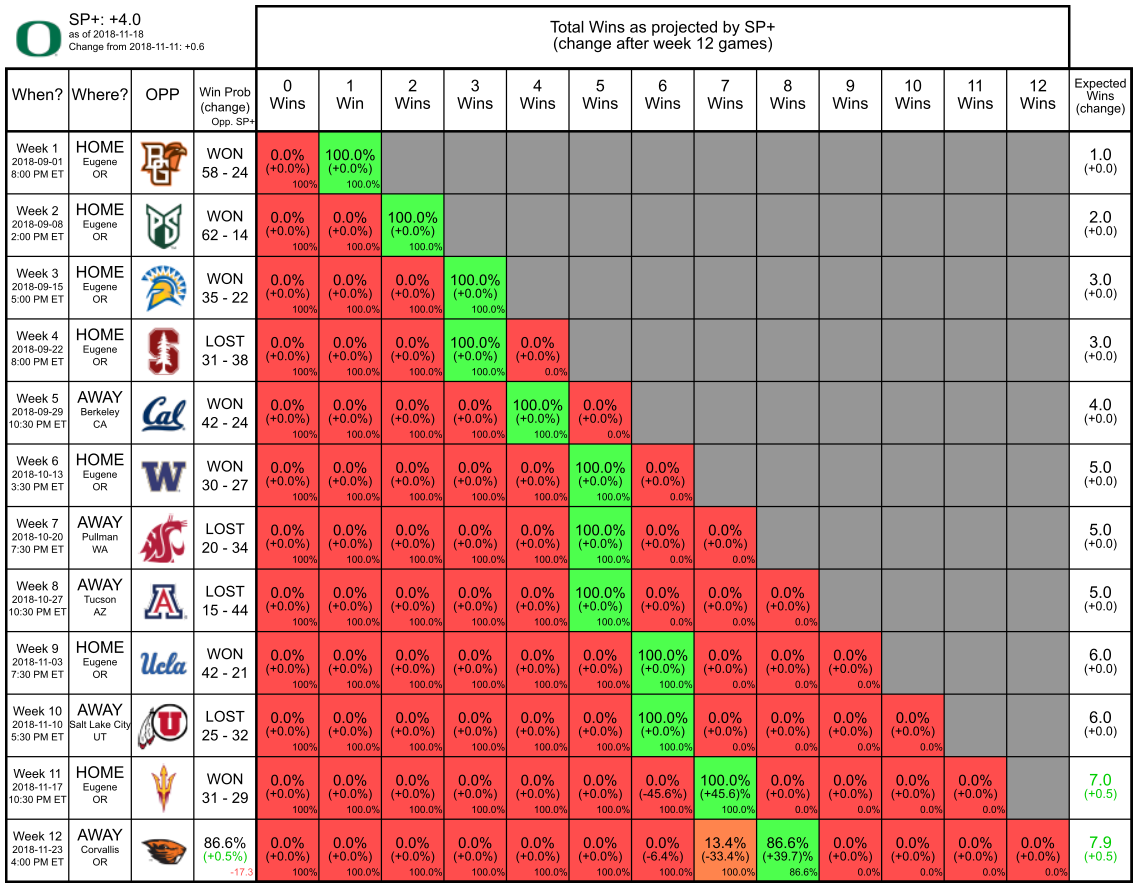 SP+: +4.0
as of 2018-11-18
Change from 2018-11-11: +0.6
O
Total Wins as projected by SP+
(change after week 12 games)
When? Where? OPP Win Prob (change) Opp. SP+ 0 Wins 1 Win 2 Wins 3 Wins 4 Wins 5 Wins 6 Wins 7 Wins 8 Wins 9 Wins 10 Wins 11 Wins 12 Wins Expected Wins (change)
Week 1 HOME BG WON 0.0% 100.0% 1.0
2018-09-01 Eugene (+0.0%) (+0.0%) (+0.0)
8:00 PM ET OR 58 - 24 100% 100.0%
Week 2 HOME PS WON 0.0% 0.0% 100.0% 2.0
2018-09-08 Eugene (+0.0%) (+0.0%) (+0.0%) (+0.0)
2:00 PM ET OR 62 - 14 100% 100.0% 100.0%
Week 3 HOME WON 0.0% 0.0% 0.0% 100.0% 3.0
2018-09-15 Eugene (+0.0%) (+0.0%) (+0.0%) (+0.0%) (+0.0)
5:00 PM ET OR 35 - 22 100% 100.0% 100.0% 100.0%
Week 4 HOME S LOST 0.0% 0.0% 0.0% 100.0% 0.0% 3.0
2018-09-22 Eugene (+0.0%) (+0.0%) (+0.0%) (+0.0%) (+0.0%) (+0.0)
8:00 PM ET OR 31 - 38 100% 100.0% 100.0% 100.0% 0.0%
Week 5 AWAY Cal WON 0.0% 0.0% 0.0% 0.0% 100.0% 0.0% 4.0
2018-09-29 Berkeley (+0.0%) (+0.0%) (+0.0%) (+0.0%) (+0.0%) (+0.0%) (+0.0)
10:30 PM ET CA 42 - 24 100% 100.0% 100.0% 100.0% 100.0% 0.0%
Week 6 HOME W WON 0.0% 0.0% 0.0% 0.0% 0.0% 100.0% 0.0% 5.0
2018-10-13 Eugene (+0.0%) (+0.0%) (+0.0%) (+0.0%) (+0.0%) (+0.0%) (+0.0%) (+0.0)
3:30 PM ET OR 30 - 27 100% 100.0% 100.0% 100.0% 100.0% 100.0% 0.0%
Week 7 AWAY WSC LOST 0.0% 0.0% 0.0% 0.0% 0.0% 100.0% 0.0% 0.0% 5.0
2018-10-20 Pullman (+0.0%) (+0.0%) (+0.0%) (+0.0%) (+0.0%) (+0.0%) (+0.0%) (+0.0%) (+0.0)
7:30 PM ET WA 20 - 34 100% 100.0% 100.0% 100.0% 100.0% 100.0% 0.0% 0.0%
Week 8 AWAY A LOST 0.0% 0.0% 0.0% 0.0% 0.0% 100.0% 0.0% 0.0% 0.0% 5.0
2018-10-27 Tucson (+0.0%) (+0.0%) (+0.0%) (+0.0%) (+0.0%) (+0.0%) (+0.0%) (+0.0%) (+0.0%) (+0.0)
10:30 PM ET AZ 15 - 44 100% 100.0% 100.0% 100.0% 100.0% 100.0% 0.0% 0.0% 0.0%
Week 9 HOME Ucla WON 0.0% 0.0% 0.0% 0.0% 0.0% 0.0% 100.0% 0.0% 0.0% 0.0% 6.0
2018-11-03 Eugene (+0.0%) (+0.0%) (+0.0%) (+0.0%) (+0.0%) (+0.0%) (+0.0%) (+0.0%) (+0.0%) (+0.0%) (+0.0)
7:30 PM ET OR 42 - 21 100% 100.0% 100.0% 100.0% 100.0% 100.0% 100.0% 0.0% 0.0% 0.0%
Week 10 AWAY U LOST 0.0% 0.0% 0.0% 0.0% 0.0% 0.0% 100.0% 0.0% 0.0% 0.0% 0.0% 6.0
2018-11-10 Salt Lake City (+0.0%) (+0.0%) (+0.0%) (+0.0%) (+0.0%) (+0.0%) (+0.0%) (+0.0%) (+0.0%) (+0.0%) (+0.0%) (+0.0)
5:30 PM ET UT 25 - 32 100% 100.0% 100.0% 100.0% 100.0% 100.0% 100.0% 0.0% 0.0% 0.0% 0.0%
Week 11 HOME WON 0.0% 0.0% 0.0% 0.0% 0.0% 0.0% 0.0% 100.0% 0.0% 0.0% 0.0% 0.0% 7.0
2018-11-17 Eugene (+0.0%) (+0.0%) (+0.0%) (+0.0%) (+0.0%) (+0.0%) (-45.6%) (+45.6)% (+0.0%) (+0.0%) (+0.0%) (+0.0%) (+0.5)
10:30 PM ET OR 31 - 29 100% 100.0% 100.0% 100.0% 100.0% 100.0% 100.0% 100.0% 0.0% 0.0% 0.0% 0.0%
Week 12 AWAY 86.6% 0.0% 0.0% 0.0% 0.0% 0.0% 0.0% 0.0% 13.4% 86.6% 0.0% 0.0% 0.0% 0.0% 7.9
2018-11-23 Corvallis (+0.5%) (+0.0%) (+0.0%) (+0.0%) (+0.0%) (+0.0%) (+0.0%) (-6.4%) (-33.4%) (+39.7)% (+0.0%) (+0.0%) (+0.0%) (+0.0%) (+0.5)
4:00 PM ET OR -17.3 100% 100.0% 100.0% 100.0% 100.0% 100.0% 100.0% 100.0% 86.6% 0.0% 0.0% 0.0% 0.0%